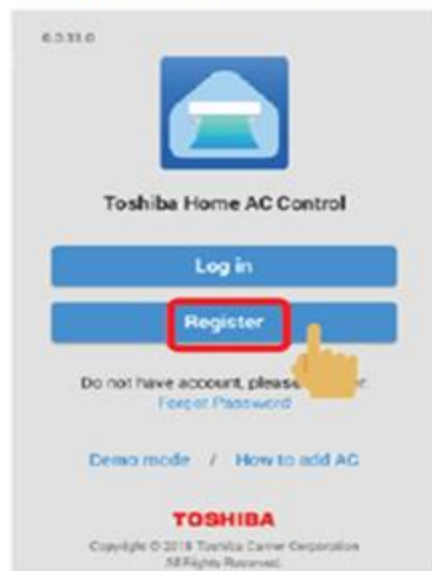 Toshiba Home AC Control
Log in
Register
Do not have account, please
Forgot Password
Demo mode / How to add AC
TOSHIBA
Copyright © 2018 Toshiba Carrier Corporation
All Rights Reserved.